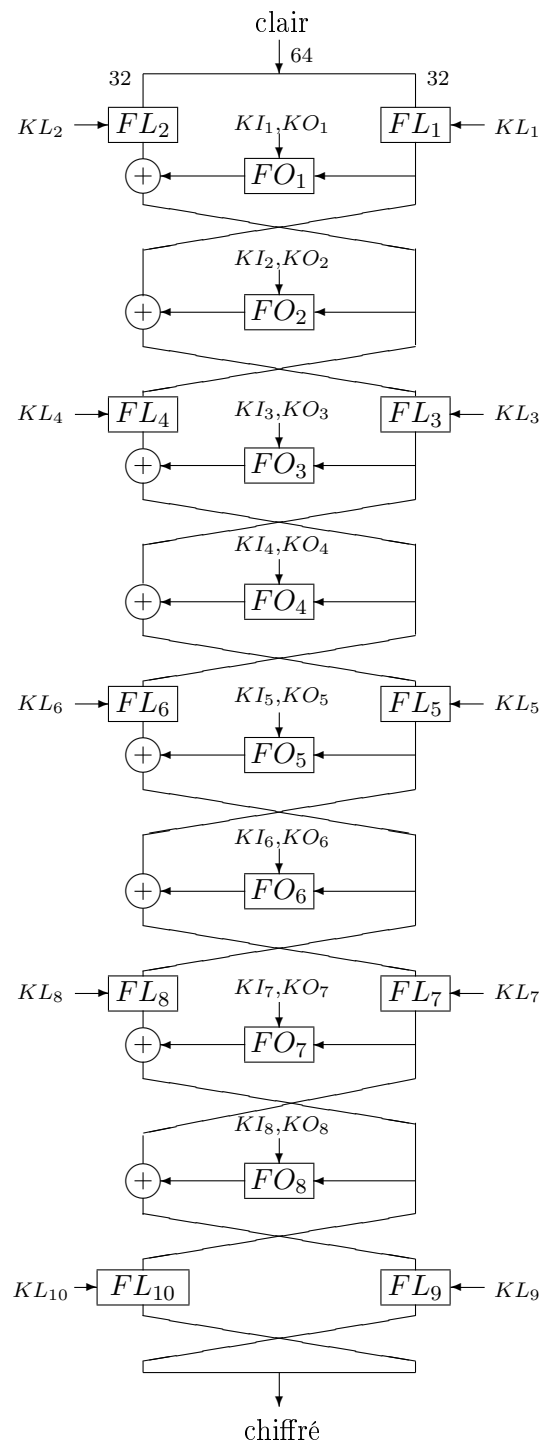 clair
64
32 32
KL₂ FL₂ KI₁,KO₁ FL₁ KL₁
+ FO₁
KI₂,KO₂
+ FO₂
KL₄ FL₄ KI₃,KO₃ FL₃ KL₃
+ FO₃
KI₄,KO₄
+ FO₄
KL₆ FL₆ KI₅,KO₅ FL₅ KL₅
+ FO₅
KI₆,KO₆
+ FO₆
KL₈ FL₈ KI₇,KO₇ FL₇ KL₇
+ FO₇
KI₈,KO₈
+ FO₈
KL₁₀ FL₁₀ FL₉ KL₉
chiffré